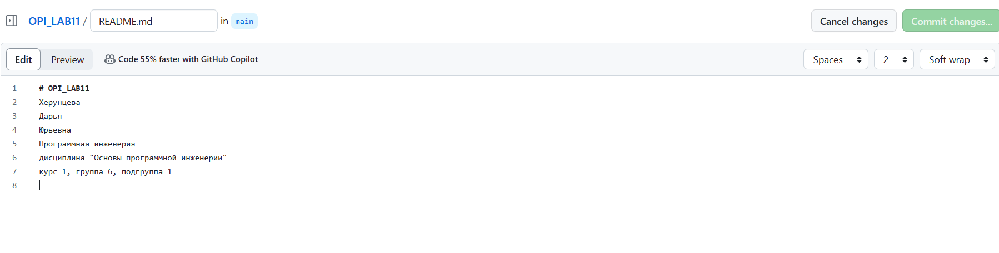 OPI_LAB11 / README.md in main Cancel changes Commit changes...
Edit Preview Code 55% faster with GitHub Copilot Spaces 2 Soft wrap
1 # OPI_LAB11
2 Херунцева
3 Дарья
4 Юрьевна
5 Программная инженерия
6 дисциплина "Основы программной инженерии"
7 курс 1, группа 6, подгруппа 1
8